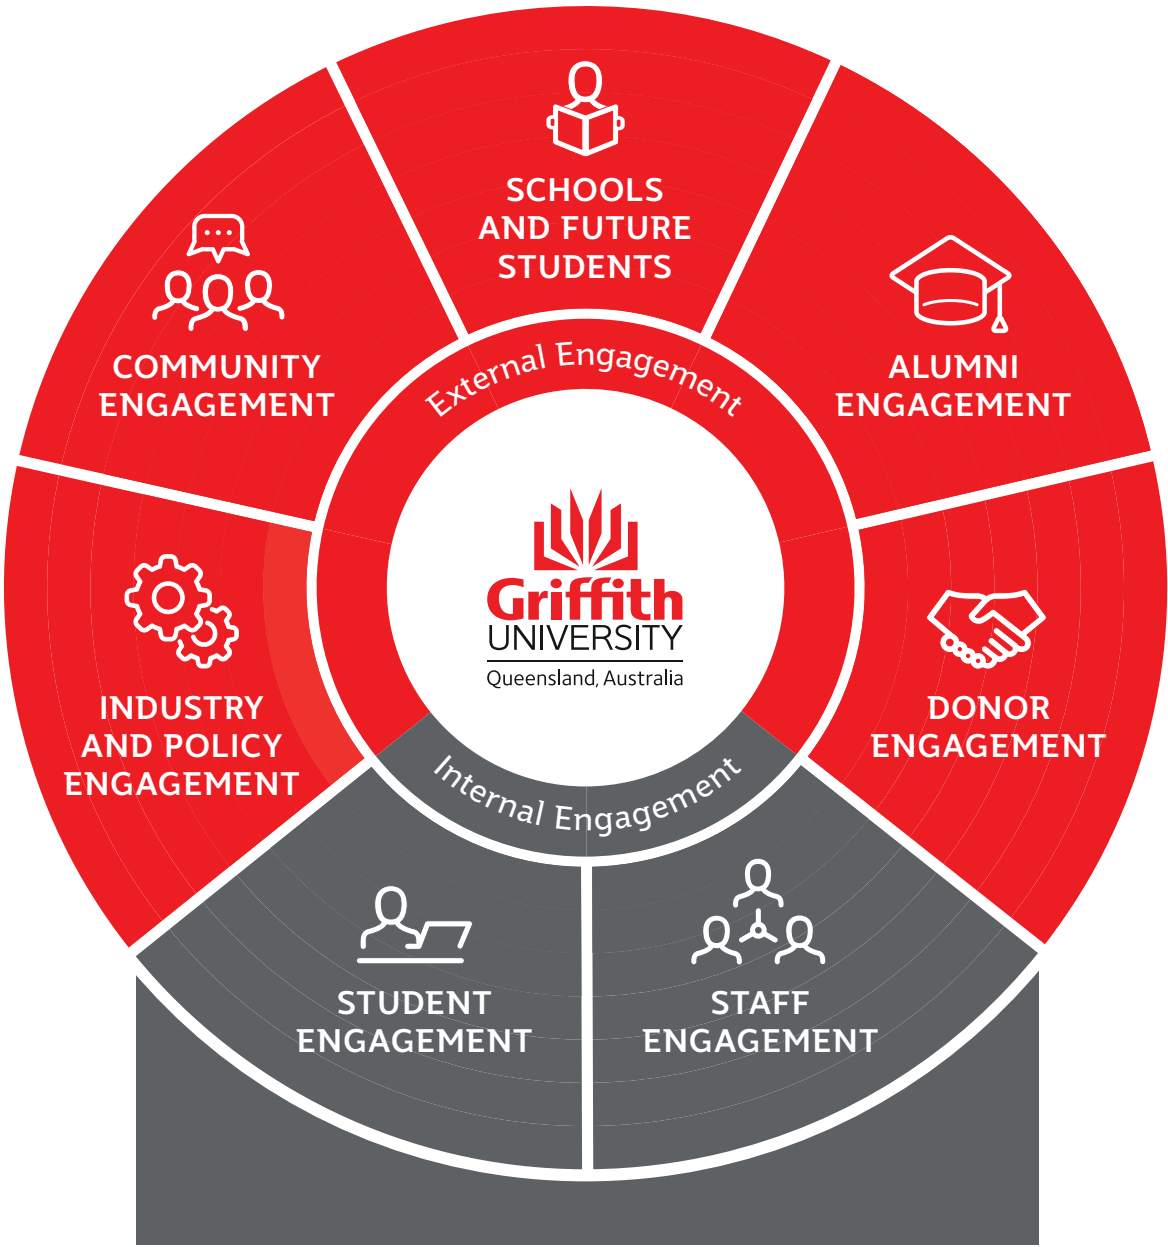 SCHOOLS
AND FUTURE
STUDENTS
COMMUNITY
ENGAGEMENT
ALUMNI
ENGAGEMENT
External Engagement
Griffith
UNIVERSITY
Queensland, Australia
INDUSTRY
AND POLICY
ENGAGEMENT
DONOR
ENGAGEMENT
Internal Engagement
STUDENT
ENGAGEMENT
STAFF
ENGAGEMENT